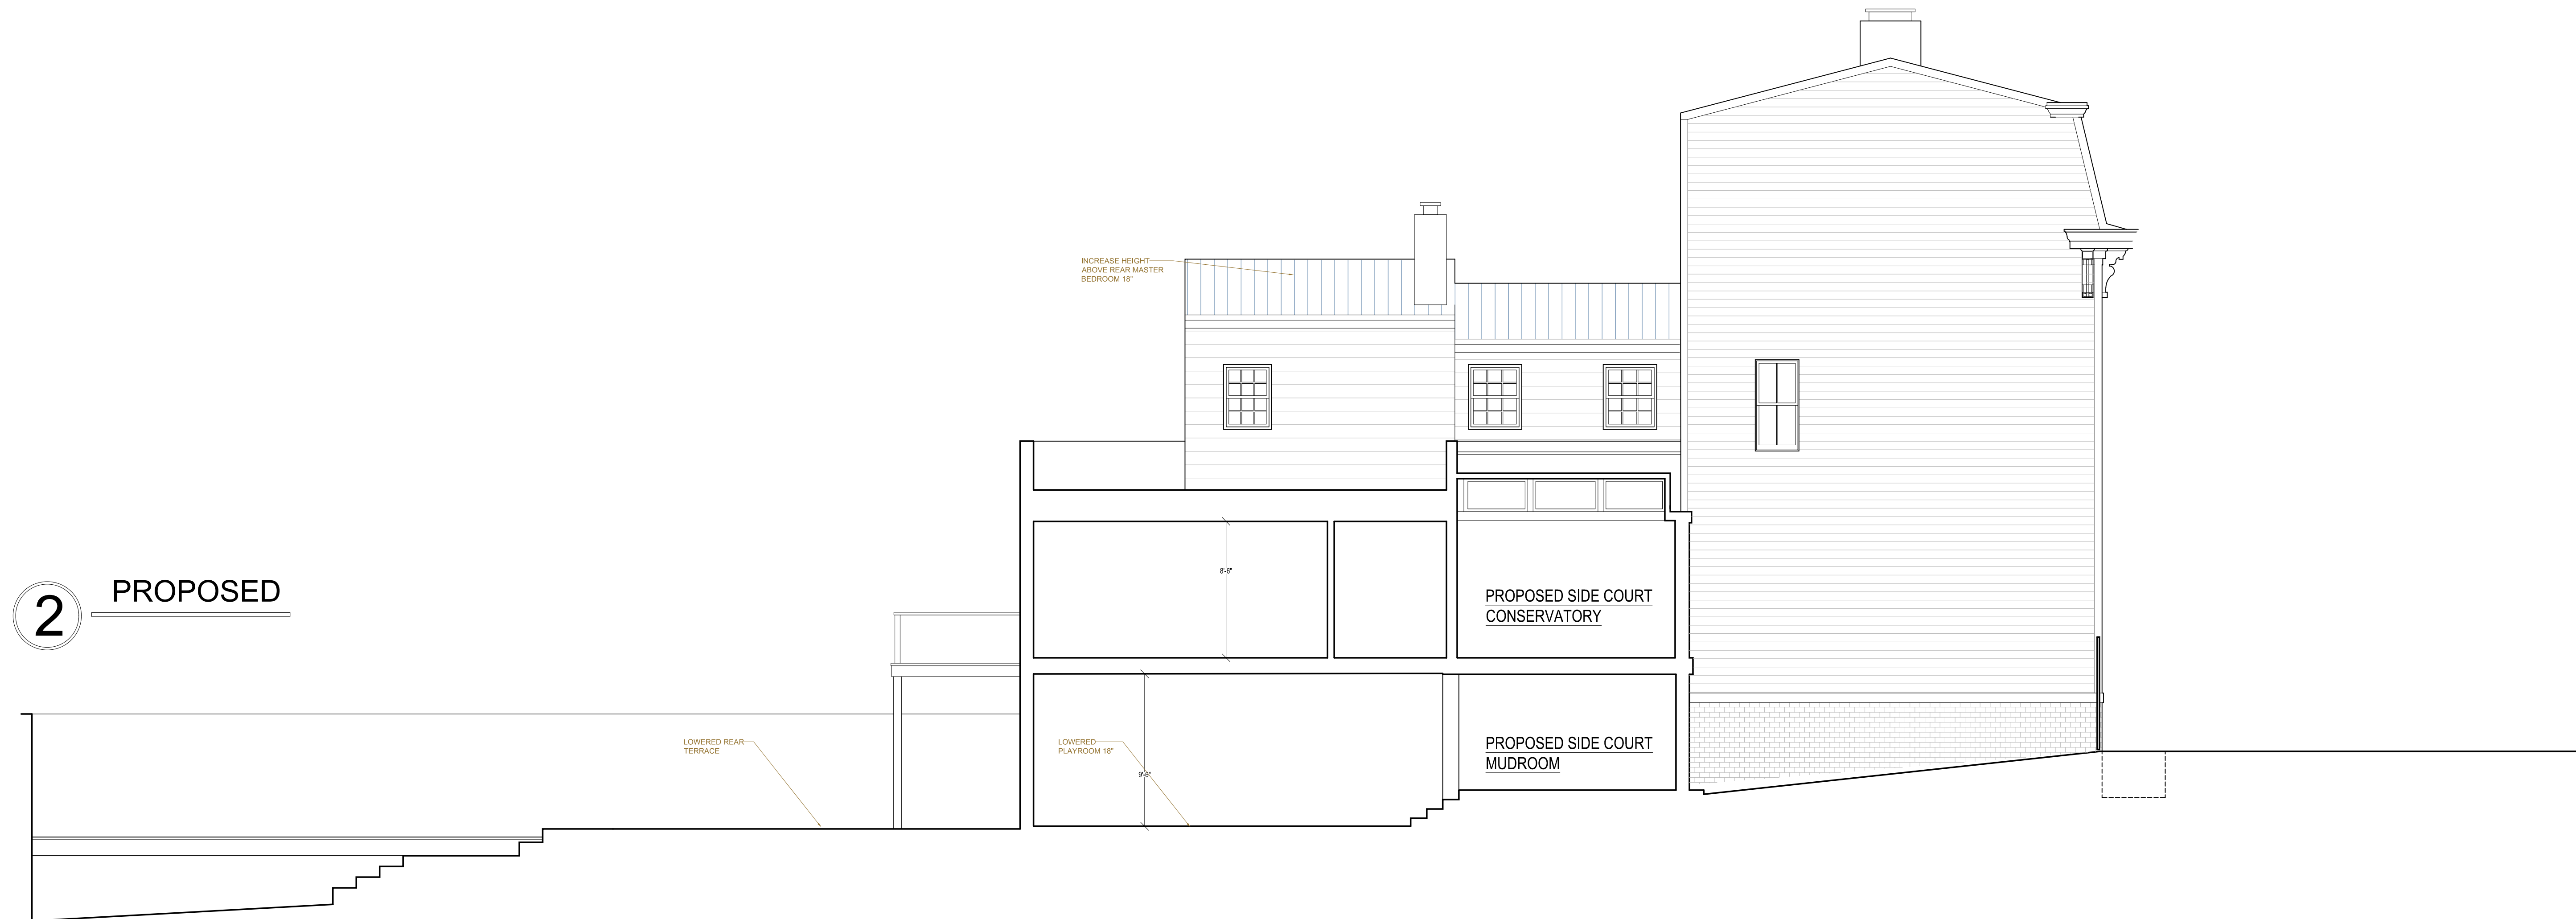 INCREASE HEIGHT
ABOVE REAR MASTER
BEDROOM 18"
8'-6"
2
PROPOSED
PROPOSED SIDE COURT
CONSERVATORY
LOWERED REAR
TERRACE
LOWERED
PLAYROOM 18"
9'-6"
PROPOSED SIDE COURT
MUDROOM